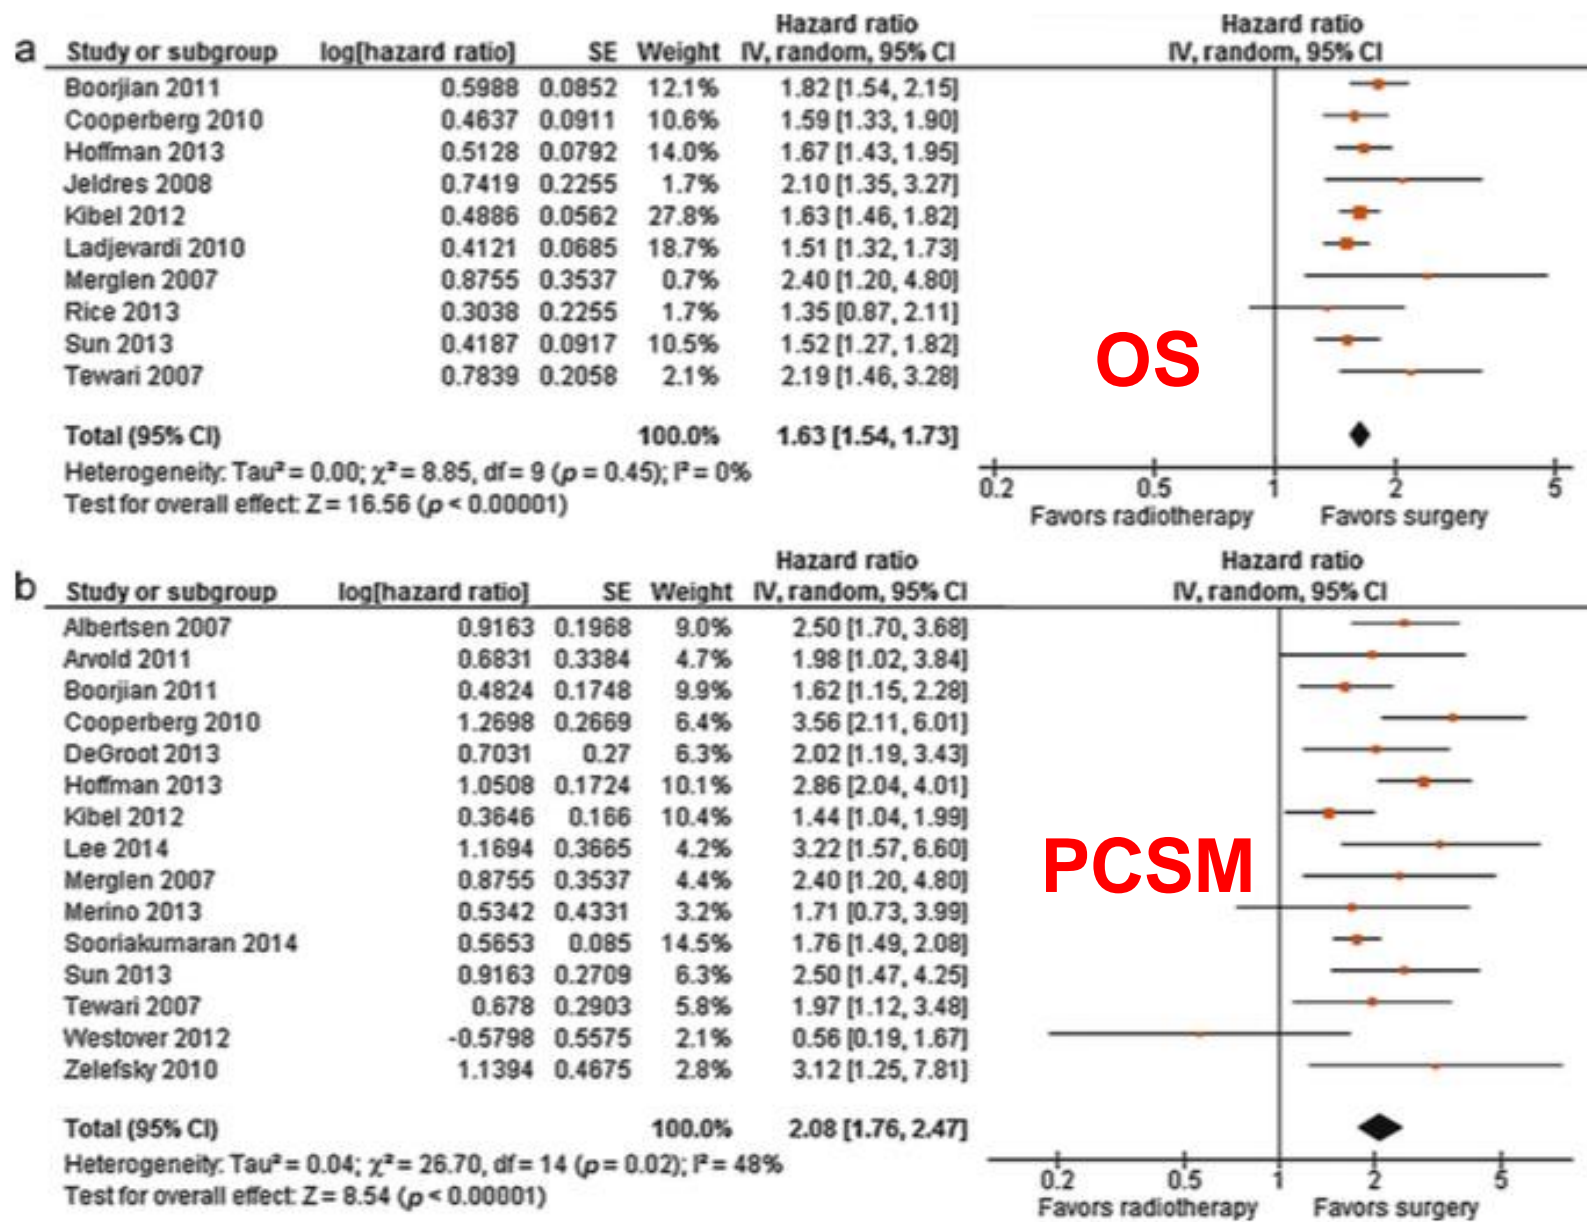 a
Hazard ratio Hazard ratio
Study or subgroup log[hazard ratio] SE Weight IV, random, 95% CI IV, random, 95% CI
Boorjian 2011 0.5988 0.0852 12.1% 1.82 [1.54, 2.15]
Cooperberg 2010 0.4637 0.0911 10.6% 1.59 [1.33, 1.90]
Hoffman 2013 0.5128 0.0792 14.0% 1.67 [1.43, 1.95]
Jeldres 2008 0.7419 0.2255 1.7% 2.10 [1.35, 3.27]
Kibel 2012 0.4886 0.0562 27.8% 1.63 [1.46, 1.82]
Ladjevardi 2010 0.4121 0.0685 18.7% 1.51 [1.32, 1.73]
Merglen 2007 0.8755 0.3537 0.7% 2.40 [1.20, 4.80]
Rice 2013 0.3038 0.2255 1.7% 1.35 [0.87, 2.11]
Sun 2013 0.4187 0.0917 10.5% 1.52 [1.27, 1.82]
Tewari 2007 0.7839 0.2058 2.1% 2.19 [1.46, 3.28]
OS
Total (95% CI) 100.0% 1.63 [1.54, 1.73]
Heterogeneity: Tau² = 0.00; χ² = 8.85, df = 9 (p = 0.45); I² = 0%
Test for overall effect: Z = 16.56 (p < 0.00001)
0.2 0.5 1 2 5
Favors radiotherapy Favors surgery
b
Hazard ratio Hazard ratio
Study or subgroup log[hazard ratio] SE Weight IV, random, 95% CI IV, random, 95% CI
Albertsen 2007 0.9163 0.1968 9.0% 2.50 [1.70, 3.68]
Arvold 2011 0.6831 0.3384 4.7% 1.98 [1.02, 3.84]
Boorjian 2011 0.4824 0.1748 9.9% 1.62 [1.15, 2.28]
Cooperberg 2010 1.2698 0.2669 6.4% 3.56 [2.11, 6.01]
DeGroot 2013 0.7031 0.27 6.3% 2.02 [1.19, 3.43]
Hoffman 2013 1.0508 0.1724 10.1% 2.86 [2.04, 4.01]
Kibel 2012 0.3646 0.166 10.4% 1.44 [1.04, 1.99]
Lee 2014 1.1694 0.3665 4.2% 3.22 [1.57, 6.60]
Merglen 2007 0.8755 0.3537 4.4% 2.40 [1.20, 4.80]
Merino 2013 0.5342 0.4331 3.2% 1.71 [0.73, 3.99]
Sooriakumaran 2014 0.5653 0.085 14.5% 1.76 [1.49, 2.08]
Sun 2013 0.9163 0.2709 6.3% 2.50 [1.47, 4.25]
Tewari 2007 0.678 0.2903 5.8% 1.97 [1.12, 3.48]
Westover 2012 -0.5798 0.5575 2.1% 0.56 [0.19, 1.67]
Zelefsky 2010 1.1394 0.4675 2.8% 3.12 [1.25, 7.81]
PCSM
Total (95% CI) 100.0% 2.08 [1.76, 2.47]
Heterogeneity: Tau² = 0.04; χ² = 26.70, df = 14 (p = 0.02); I² = 48%
Test for overall effect: Z = 8.54 (p < 0.00001)
0.2 0.5 1 2 5
Favors radiotherapy Favors surgery